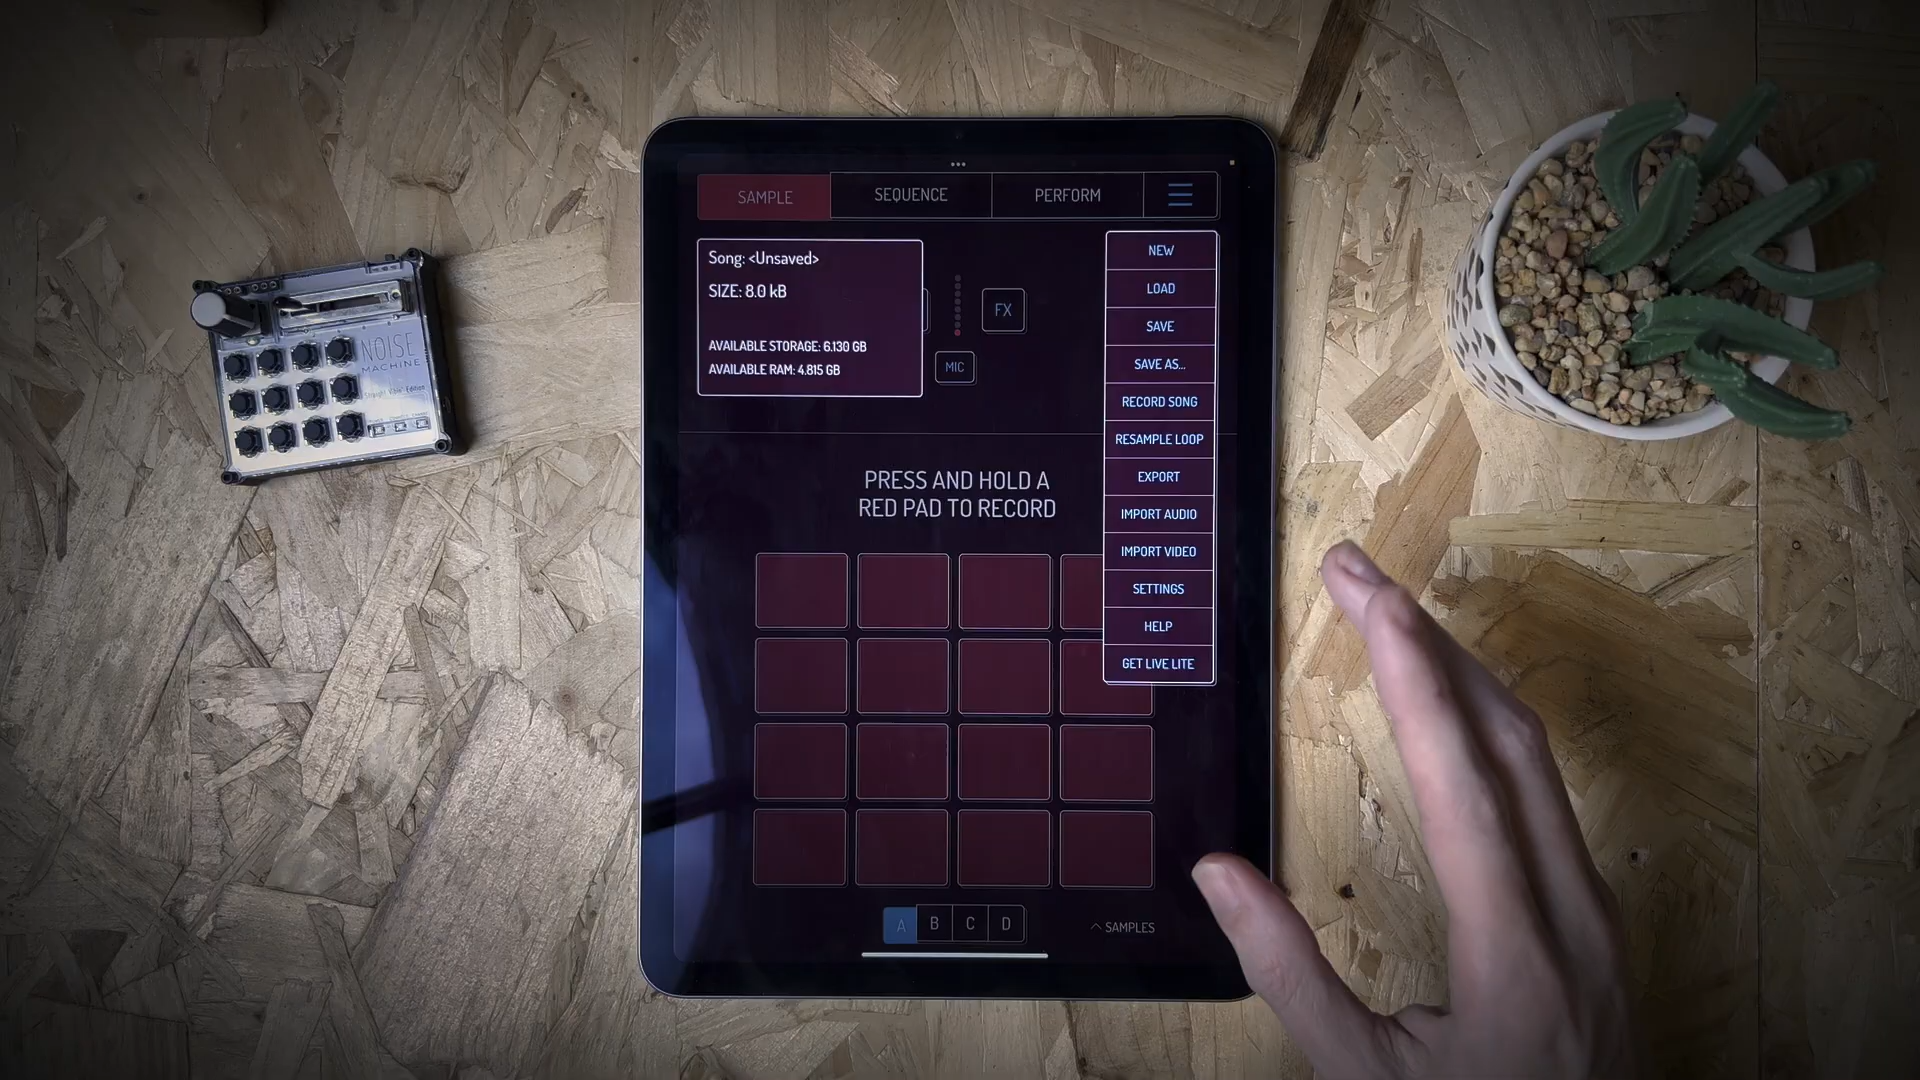 SAMPLE
SEQUENCE
PERFORM
Song: <Unsaved>
SIZE: 8.0 kB
AVAILABLE STORAGE: 6.130 GB
AVAILABLE RAM: 4.815 GB
FX
MIC
NEW
LOAD
SAVE
SAVE AS...
RECORD SONG
RESAMPLE LOOP
EXPORT
IMPORT AUDIO
IMPORT VIDEO
SETTINGS
HELP
GET LIVE LITE
PRESS AND HOLD A
RED PAD TO RECORD
A
B
C
D
SAMPLES
NOISE
MACHINE
Edition